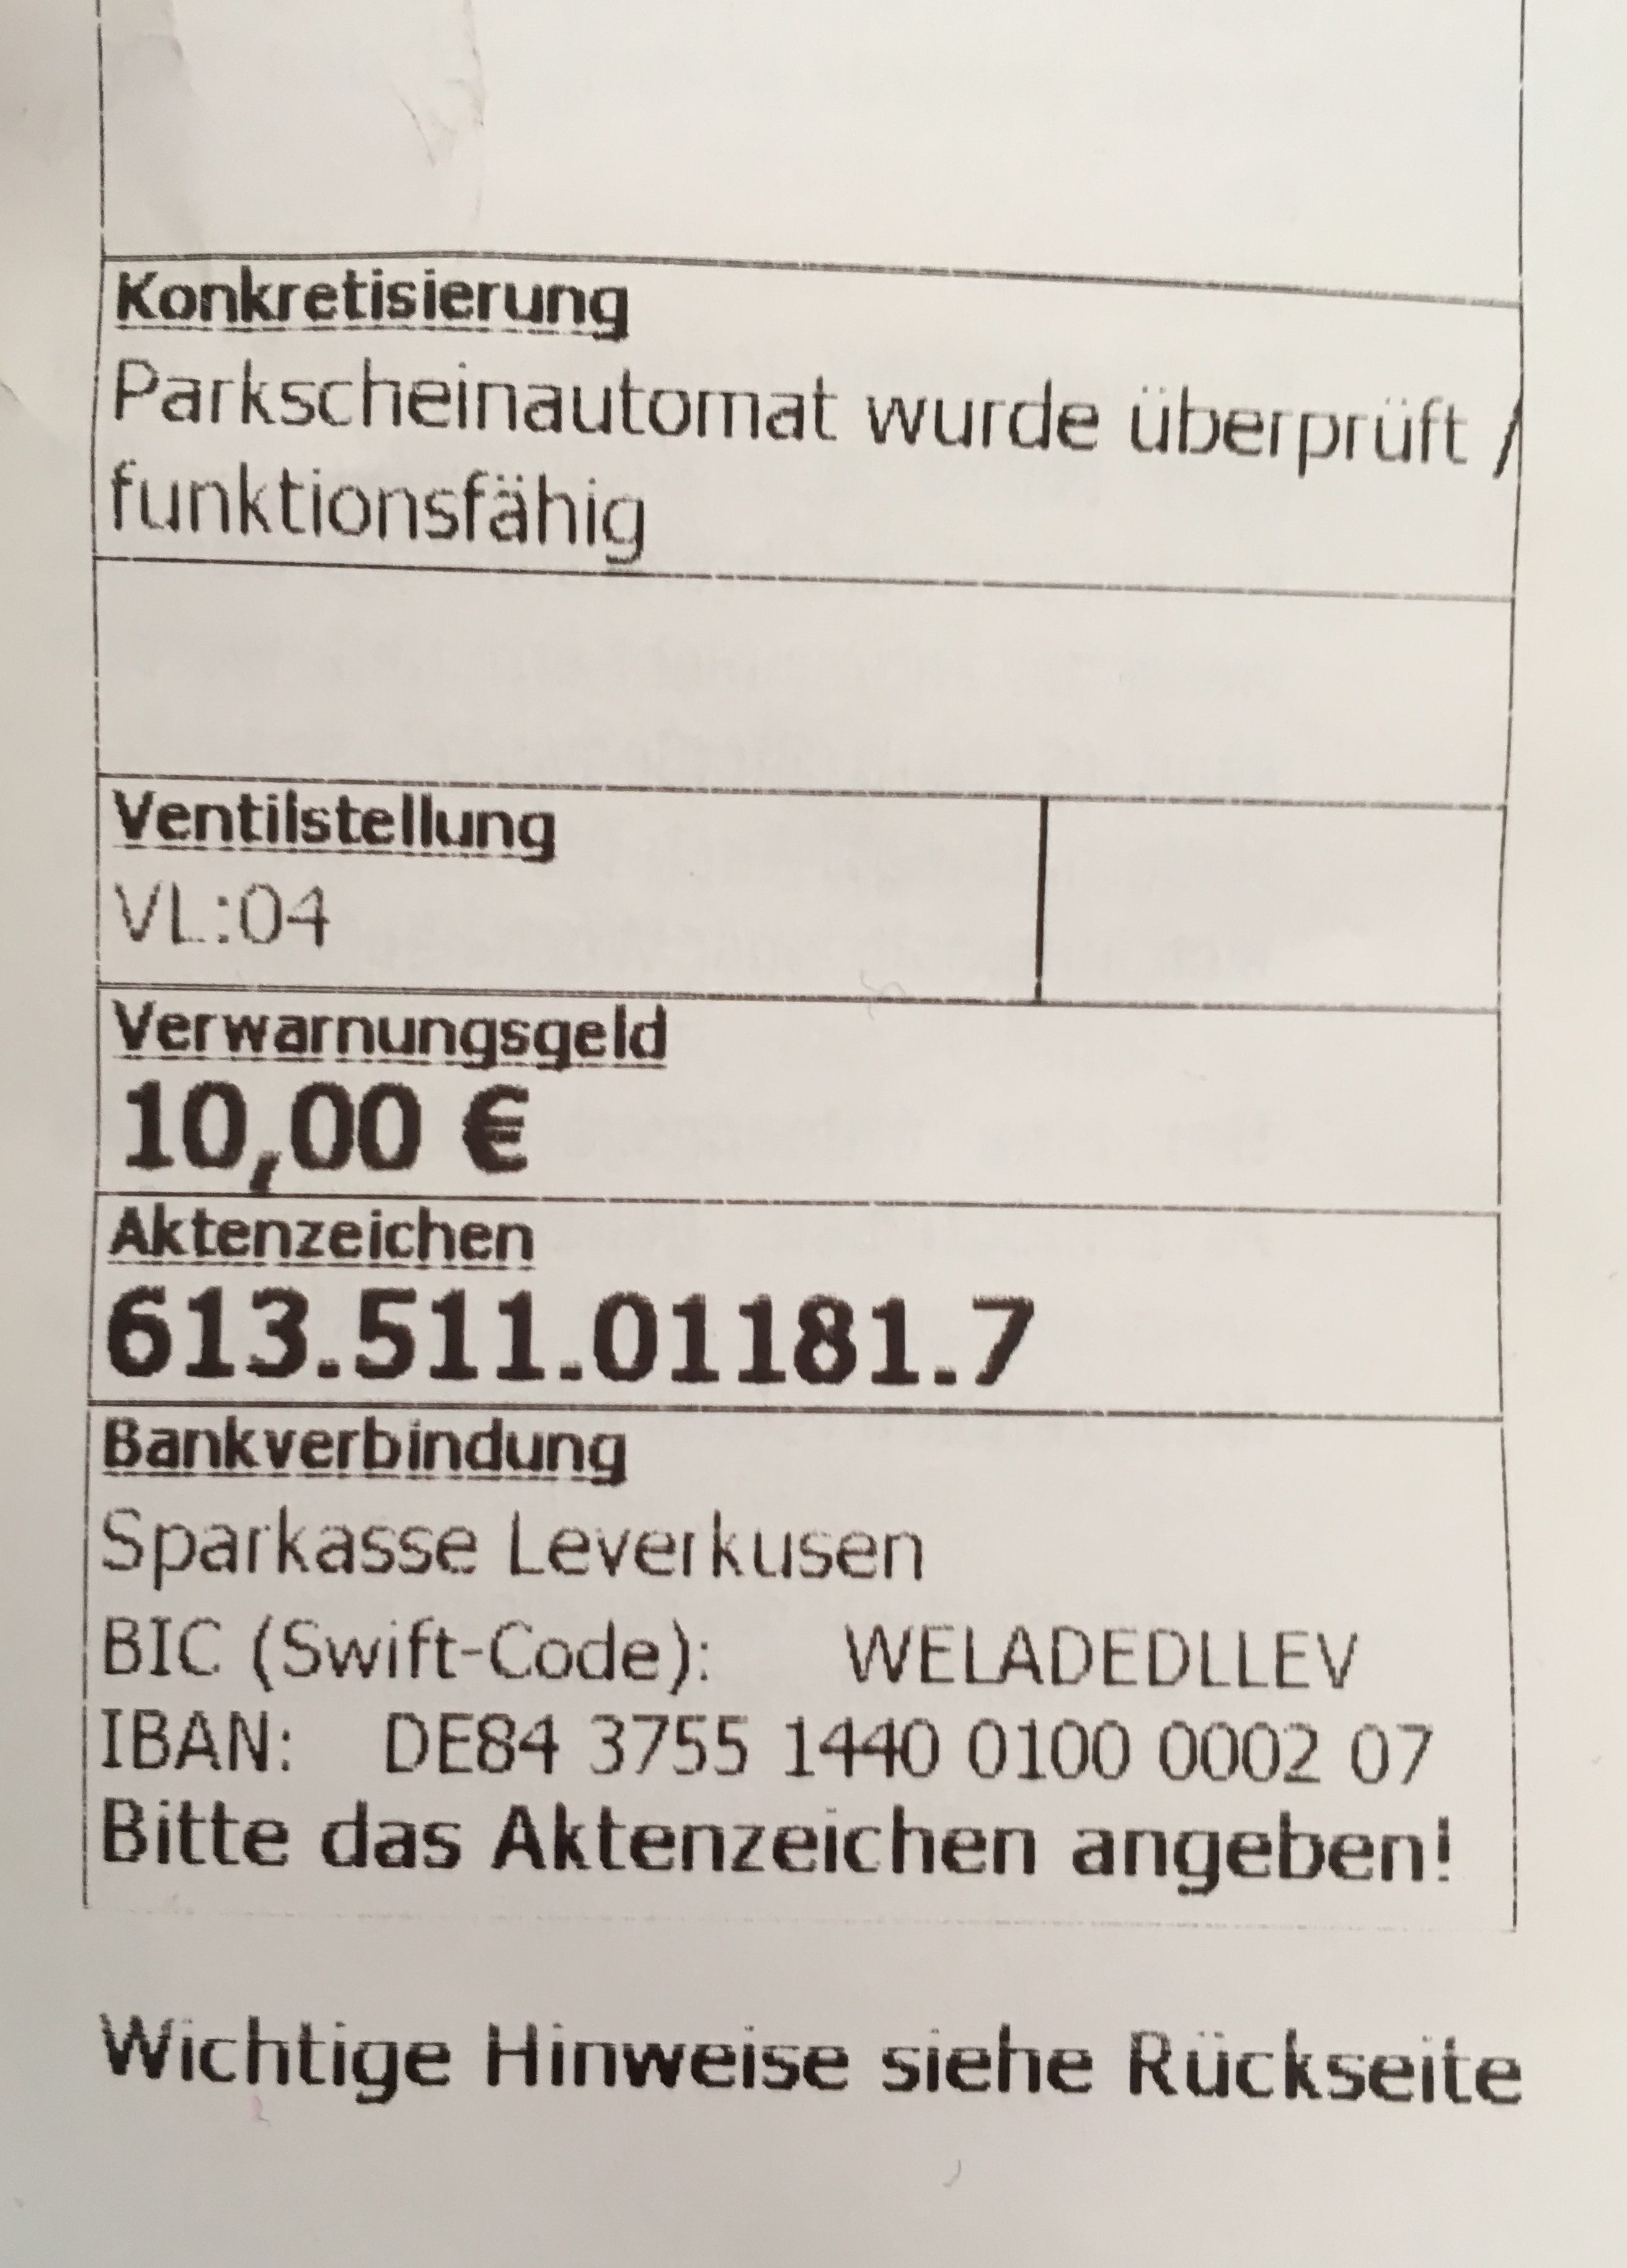 Konkretisierung
Parkscheinautomat wurde überprüft /
funktionsfähig
Ventilstellung
VL:04
Verwarnungsgeld
10,00 €
Aktenzeichen
613.511.01181.7
Bankverbindung
Sparkasse Leverkusen
BIC (Swift-Code): WELADEDLLEV
IBAN: DE84 3755 1440 0100 0002 07
Bitte das Aktenzeichen angeben!
Wichtige Hinweise siehe Rückseite